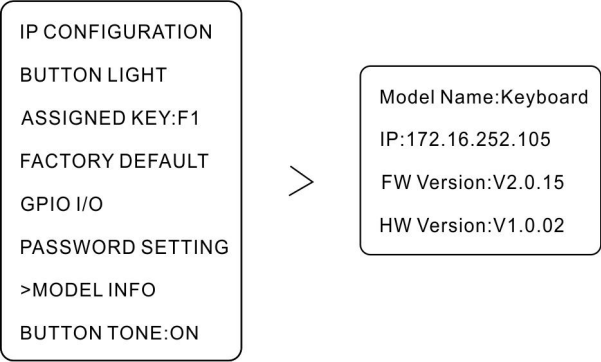 IP CONFIGURATION
BUTTON LIGHT
ASSIGNED KEY:F1
FACTORY DEFAULT
GPIO I/O
PASSWORD SETTING
>MODEL INFO
BUTTON TONE:ON
>
Model Name:Keyboard
IP:172.16.252.105
FW Version:V2.0.15
HW Version:V1.0.02